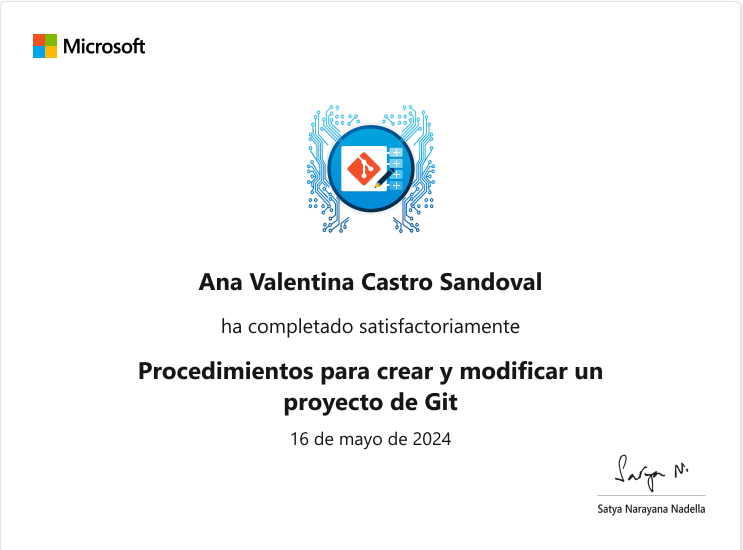 Microsoft
Ana Valentina Castro Sandoval
ha completado satisfactoriamente
Procedimientos para crear y modificar un
proyecto de Git
16 de mayo de 2024
Satya N.
Satya Narayana Nadella